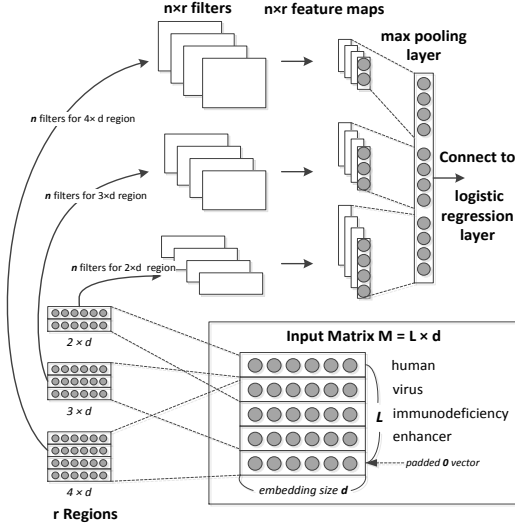 n×r filters
n×r feature maps
max pooling
layer
n filters for 4× d region
n filters for 3×d region
n filters for 2×d region
Connect to
logistic
regression
layer
2 × d
3 × d
4 × d
r Regions
Input Matrix M = L × d
human
virus
L
immunodeficiency
enhancer
padded 0 vector
embedding size d